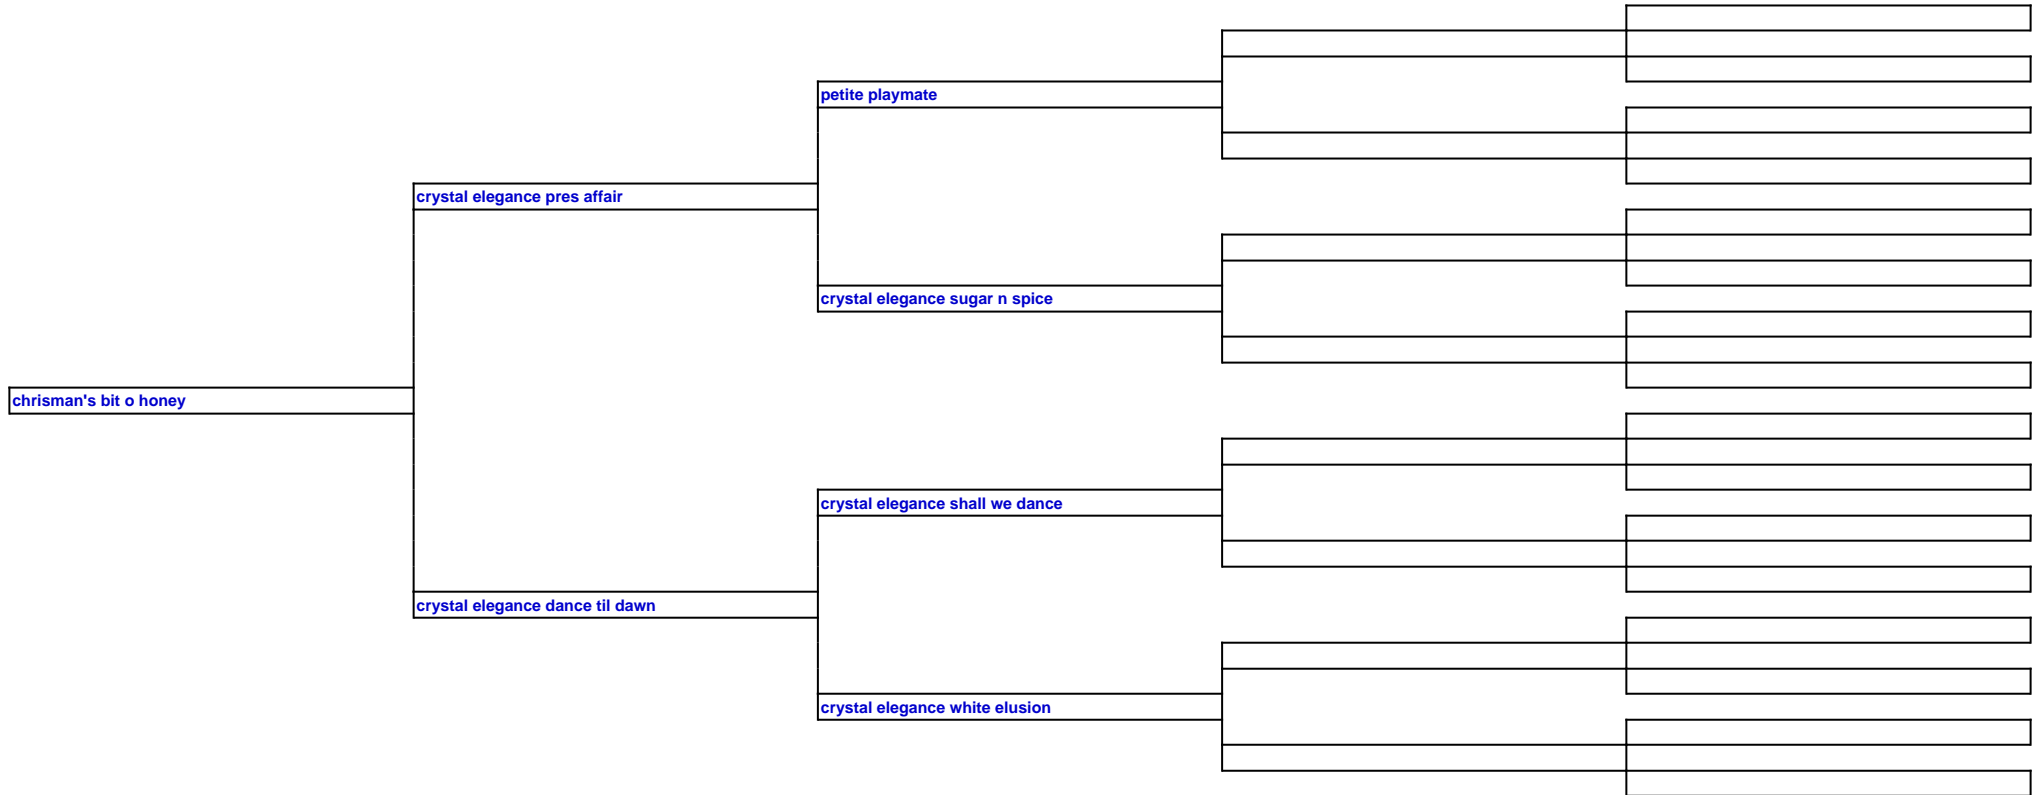 petite playmate
crystal elegance pres affair
crystal elegance sugar n spice
chrisman's bit o honey
crystal elegance shall we dance
crystal elegance dance til dawn
crystal elegance white elusion